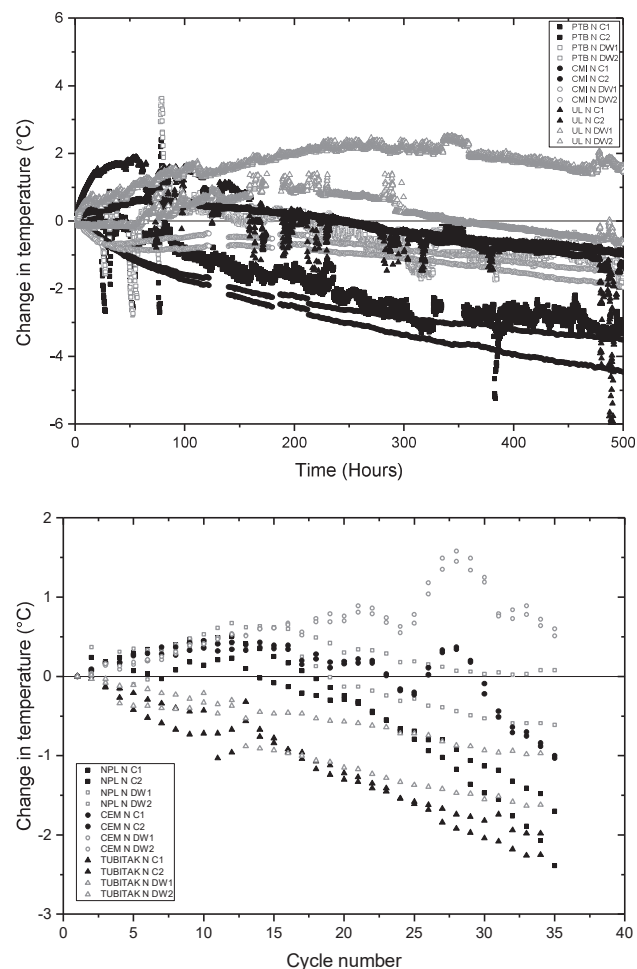 6
4
2
0
-2
-4
-6
Change in temperature (°C)
PTB N C1
PTB N C2
PTB N DW1
PTB N DW2
CMI N C1
CMI N C2
CMI N DW1
CMI N DW2
UL N C1
UL N C2
UL N DW1
UL N DW2
0 100 200 300 400 500
Time (Hours)
2
1
0
-1
-2
-3
Change in temperature (°C)
NPL N C1
NPL N C2
NPL N DW1
NPL N DW2
CEM N C1
CEM N C2
CEM N DW1
CEM N DW2
TUBITAK N C1
TUBITAK N C2
TUBITAK N DW1
TUBITAK N DW2
0 5 10 15 20 25 30 35 40
Cycle number